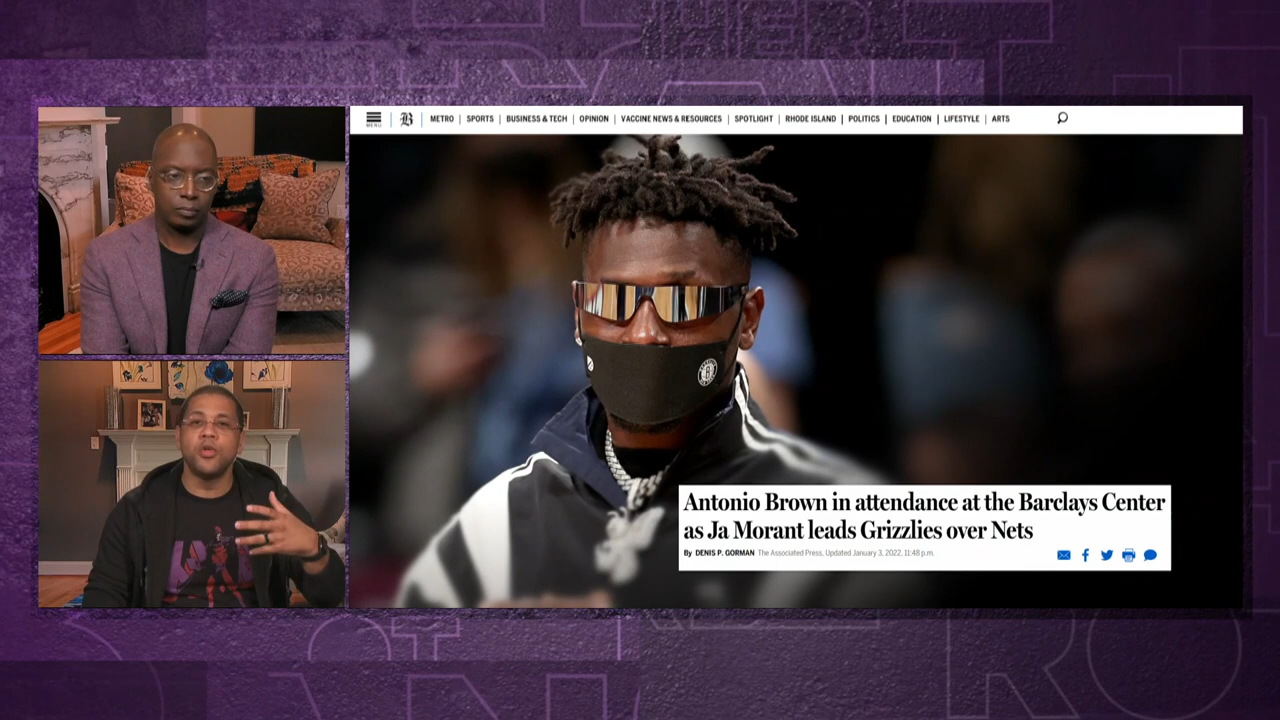 MENU
B
METRO | SPORTS | BUSINESS & TECH | OPINION | VACCINE NEWS & RESOURCES | SPOTLIGHT | RHODE ISLAND | POLITICS | EDUCATION | LIFESTYLE | ARTS
Antonio Brown in attendance at the Barclays Center
as Ja Morant leads Grizzlies over Nets
By DENIS P. GORMAN The Associated Press, Updated January 3, 2022, 11:48 p.m.